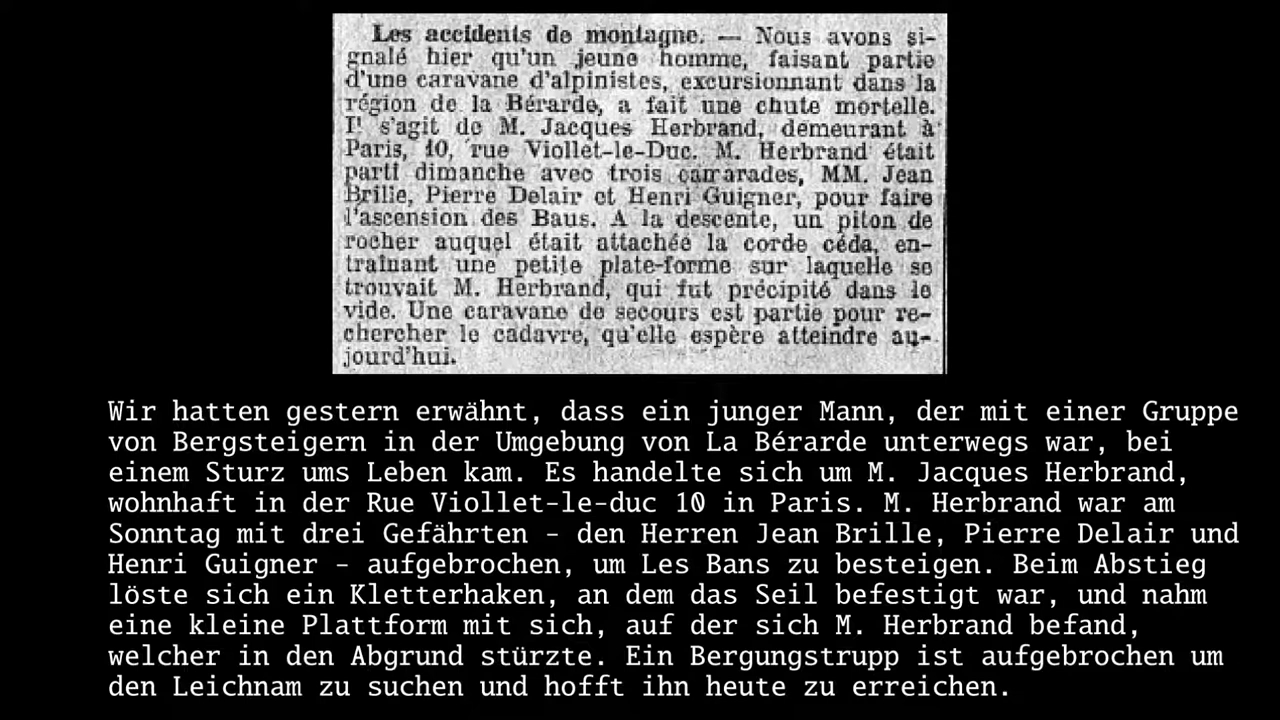 Les accidents de montagne. — Nous avons si-
gnalé hier qu'un jeune homme, faisant partie
d'une caravane d'alpinistes, excursionnant dans la
région de la Bérarde, a fait une chute mortelle.
Il s'agit de M. Jacques Herbrand, demeurant à
Paris, 10, rue Viollet-le-Duc. M. Herbrand était
parti dimanche avec trois camarades, MM. Jean
Brille, Pierre Delair et Henri Guigner, pour faire
l'ascension des Baus. A la descente, un piton de
rocher auquel était attachée la corde céda, en-
traînant une petite plate-forme sur laquelle se
trouvait M. Herbrand, qui fut précipité dans le
vide. Une caravane de secours est partie pour re-
chercher le cadavre, qu'elle espère atteindre au-
jourd'hui.
Wir hatten gestern erwähnt, dass ein junger Mann, der mit einer Gruppe
von Bergsteigern in der Umgebung von La Bérarde unterwegs war, bei
einem Sturz ums Leben kam. Es handelte sich um M. Jacques Herbrand,
wohnhaft in der Rue Viollet-le-duc 10 in Paris. M. Herbrand war am
Sonntag mit drei Gefährten - den Herren Jean Brille, Pierre Delair und
Henri Guigner - aufgebrochen, um Les Bans zu besteigen. Beim Abstieg
löste sich ein Kletterhaken, an dem das Seil befestigt war, und nahm
eine kleine Plattform mit sich, auf der sich M. Herbrand befand,
welcher in den Abgrund stürzte. Ein Bergungstrupp ist aufgebrochen um
den Leichnam zu suchen und hofft ihn heute zu erreichen.